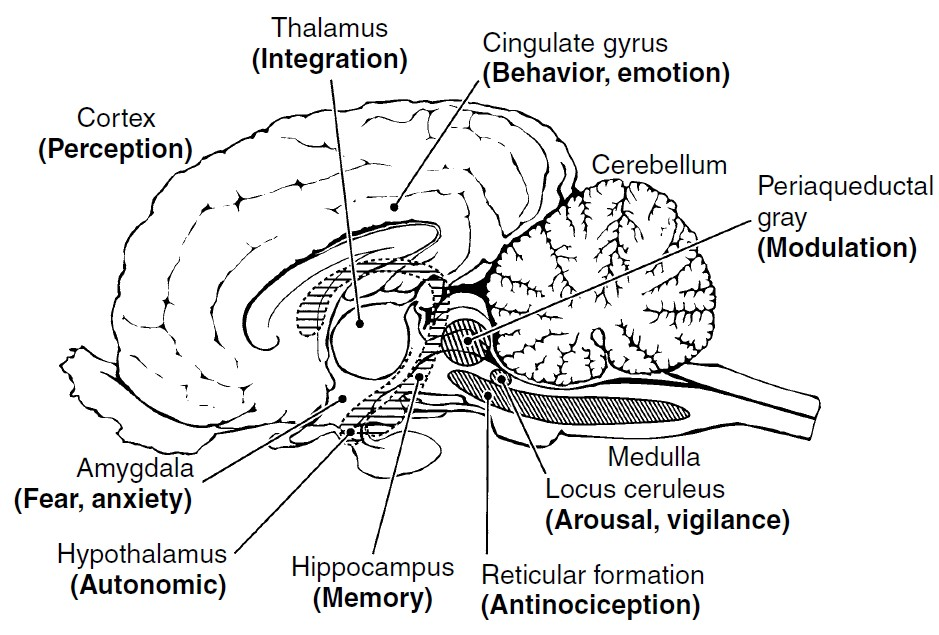 Thalamus
(Integration)
Cingulate gyrus
(Behavior, emotion)
Cortex
(Perception)
Cerebellum
Periaqueductal
gray
(Modulation)
Amygdala
(Fear, anxiety)
Medulla
Locus ceruleus
(Arousal, vigilance)
Hypothalamus
(Autonomic)
Hippocampus
(Memory)
Reticular formation
(Antinociception)